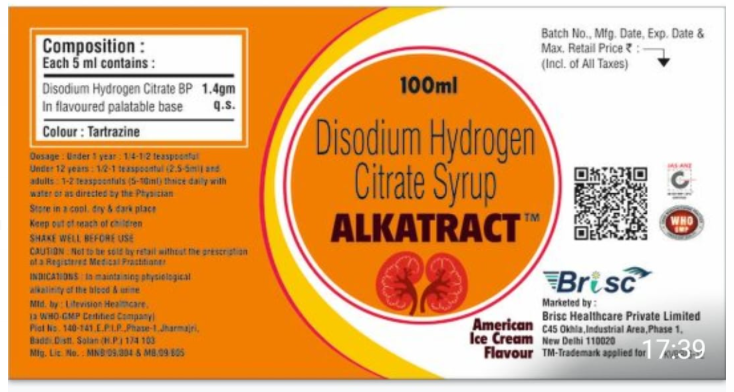 Composition :
Each 5 ml contains :
Disodium Hydrogen Citrate BP 1.4gm
In flavoured palatable base q.s.
Colour : Tartrazine
Dosage : Under 1 year : 1/4-1/2 teaspoonful
Under 12 years : 1/2-1 teaspoonful (2.5-5ml) and
adults : 1-2 teaspoonfuls (5-10ml) thrice daily with
water or as directed by the Physician
Store in a cool, dry & dark place
Keep out of reach of children
SHAKE WELL BEFORE USE
CAUTION : Not to be sold by retail without the prescription
of a Registered Medical Practitioner
INDICATIONS : In maintaining physiological
alkalinity of the blood & urine
Mfd. by : Lifevision Healthcare,
(a WHO-GMP Certified Company)
Plot No. 140-141, E.P.I.P., Phase-1, Jharmajri,
Baddi, Distt. Solan (H.P.) 174 103
Mfg. Lic. No. : MNB/09/804 & MB/09/805
100ml
Disodium Hydrogen
Citrate Syrup
ALKATRACT™
American
Ice Cream
Flavour
Batch No., Mfg. Date, Exp. Date &
Max. Retail Price ₹ :
(Incl. of All Taxes)
JAS-ANZ
WHO
GMP
Brisc
Marketed by :
Brisc Healthcare Private Limited
C45 Okhla,Industrial Area,Phase 1,
New Delhi 110020
TM-Trademark applied for
17:39